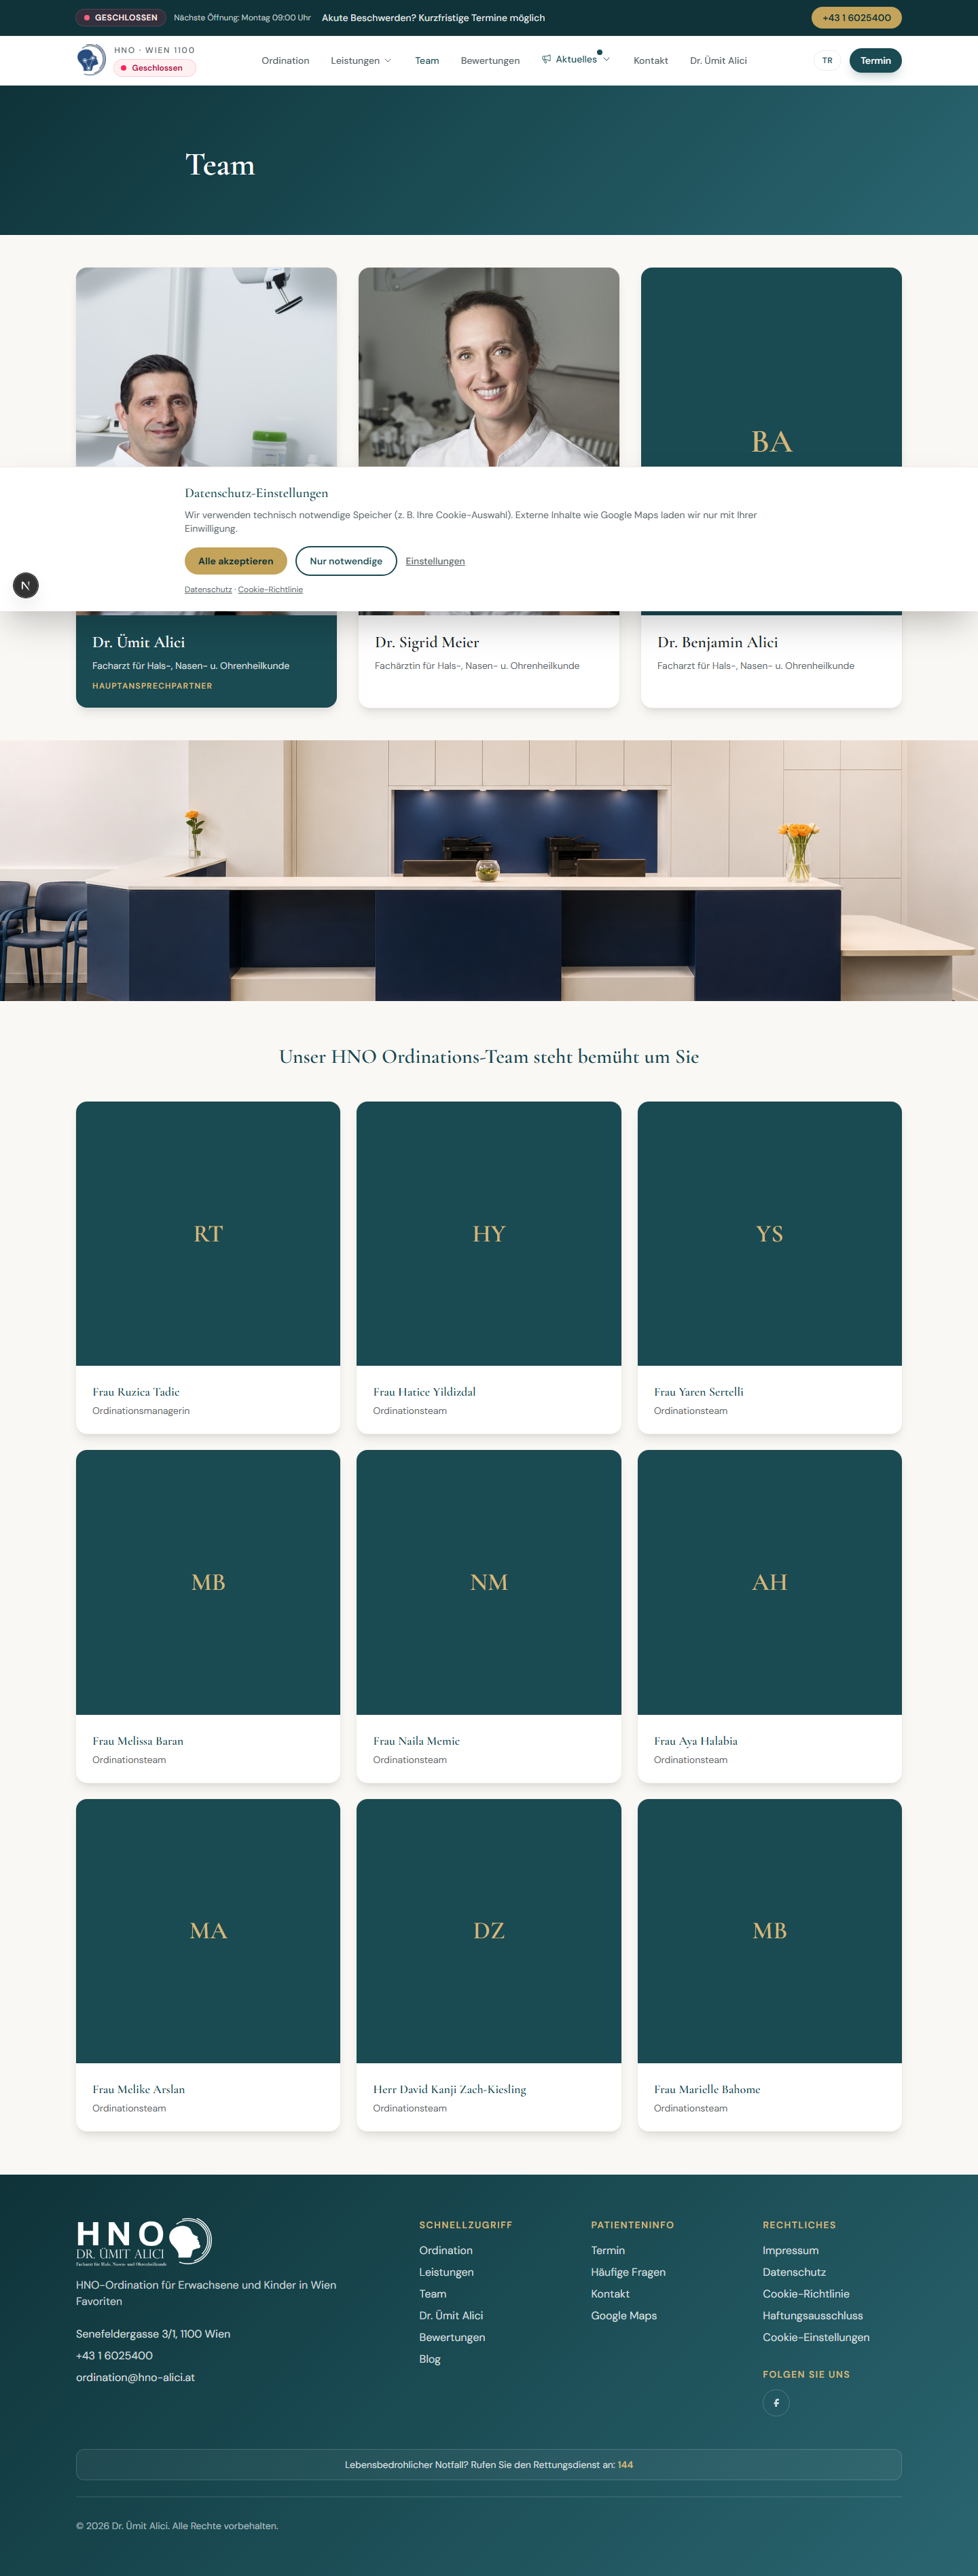 GESCHLOSSEN Nächste Öffnung: Montag 09:00 Uhr Akute Beschwerden? Kurzfristige Termine möglich +43 1 6025400
HNO · WIEN 1100
Geschlossen
Ordination Leistungen Team Bewertungen Aktuelles Kontakt Dr. Ümit Alici TR Termin
Team
BA
Datenschutz-Einstellungen
Wir verwenden technisch notwendige Speicher (z. B. Ihre Cookie-Auswahl). Externe Inhalte wie Google Maps laden wir nur mit Ihrer
Einwilligung.
Alle akzeptieren Nur notwendige Einstellungen
Datenschutz · Cookie-Richtlinie
N
Dr. Ümit Alici
Facharzt für Hals-, Nasen- u. Ohrenheilkunde
HAUPTANSPRECHPARTNER
Dr. Sigrid Meier
Fachärztin für Hals-, Nasen- u. Ohrenheilkunde
Dr. Benjamin Alici
Facharzt für Hals-, Nasen- u. Ohrenheilkunde
Unser HNO Ordinations-Team steht bemüht um Sie
RT
Frau Ruzica Tadic
Ordinationsmanagerin
HY
Frau Hatice Yildizdal
Ordinationsteam
YS
Frau Yaren Sertelli
Ordinationsteam
MB
Frau Melissa Baran
Ordinationsteam
NM
Frau Naila Memic
Ordinationsteam
AH
Frau Aya Halabia
Ordinationsteam
MA
Frau Melike Arslan
Ordinationsteam
DZ
Herr David Kanji Zach-Kiesling
Ordinationsteam
MB
Frau Marielle Bahome
Ordinationsteam
HNO
DR. ÜMIT ALICI
Facharzt für Hals, Nasen- und Ohrenheilkunde
HNO-Ordination für Erwachsene und Kinder in Wien
Favoriten
Senefeldergasse 3/1, 1100 Wien
+43 1 6025400
ordination@hno-alici.at
SCHNELLZUGRIFF
Ordination
Leistungen
Team
Dr. Ümit Alici
Bewertungen
Blog
PATIENTENINFO
Termin
Häufige Fragen
Kontakt
Google Maps
RECHTLICHES
Impressum
Datenschutz
Cookie-Richtlinie
Haftungsausschluss
Cookie-Einstellungen
FOLGEN SIE UNS
Lebensbedrohlicher Notfall? Rufen Sie den Rettungsdienst an: 144
© 2026 Dr. Ümit Alici. Alle Rechte vorbehalten.